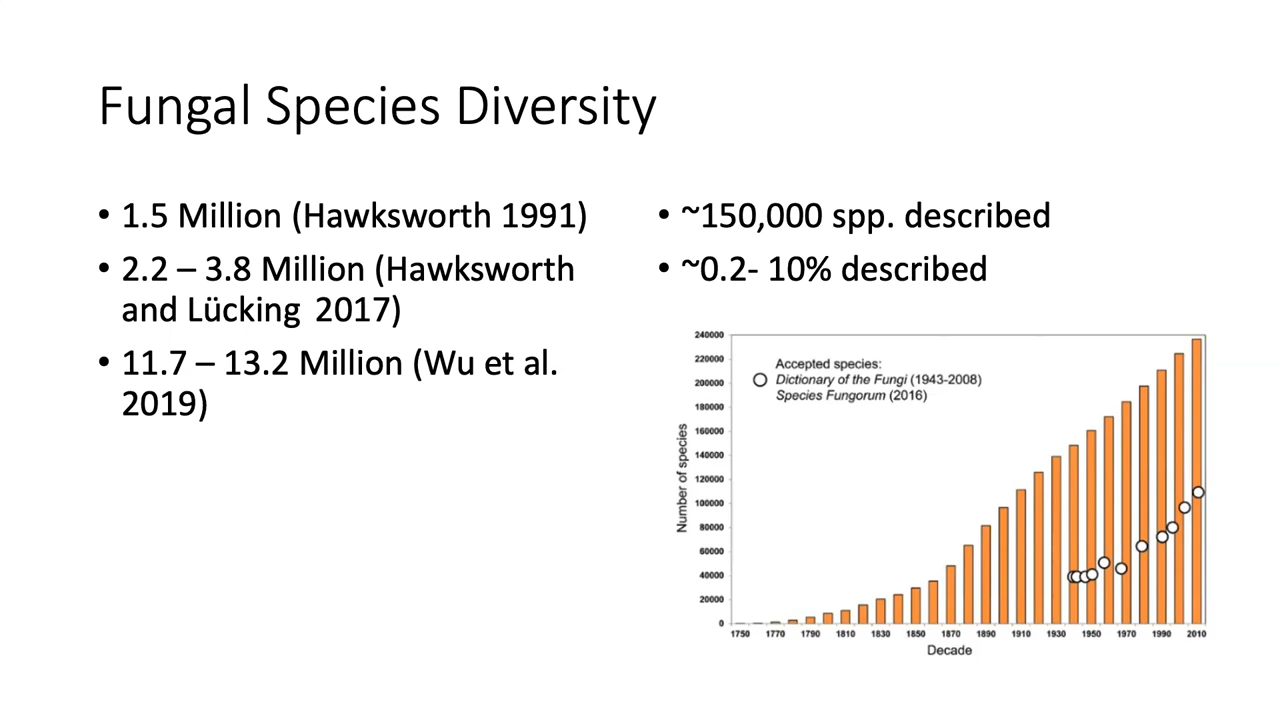 Fungal Species Diversity
• 1.5 Million (Hawksworth 1991)
• 2.2 – 3.8 Million (Hawksworth
and Lücking 2017)
• 11.7 – 13.2 Million (Wu et al.
2019)
• ~150,000 spp. described
• ~0.2- 10% described
240000
220000
200000
180000
160000
140000
120000
100000
80000
60000
40000
20000
0
Number of species
Accepted species:
Dictionary of the Fungi (1943-2008)
Species Fungorum (2016)
1750 1770 1790 1810 1830 1850 1870 1890 1910 1930 1950 1970 1990 2010
Decade